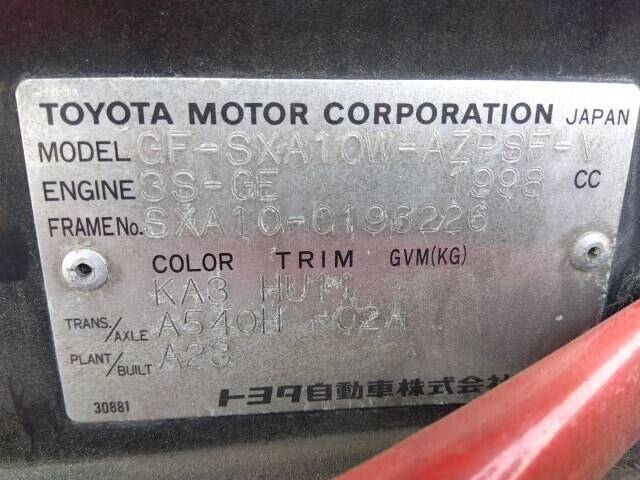 TOYOTA MOTOR CORPORATION JAPAN
MODEL GF-SXA10W-AZPSF-V
ENGINE 3S-GE 1998 CC
FRAME No. SXA10-0196226
COLOR TRIM GVM(KG)
KA3 HU11
TRANS./AXLE A540H -02A
PLANT/BUILT A23
30881 トヨタ自動車株式会